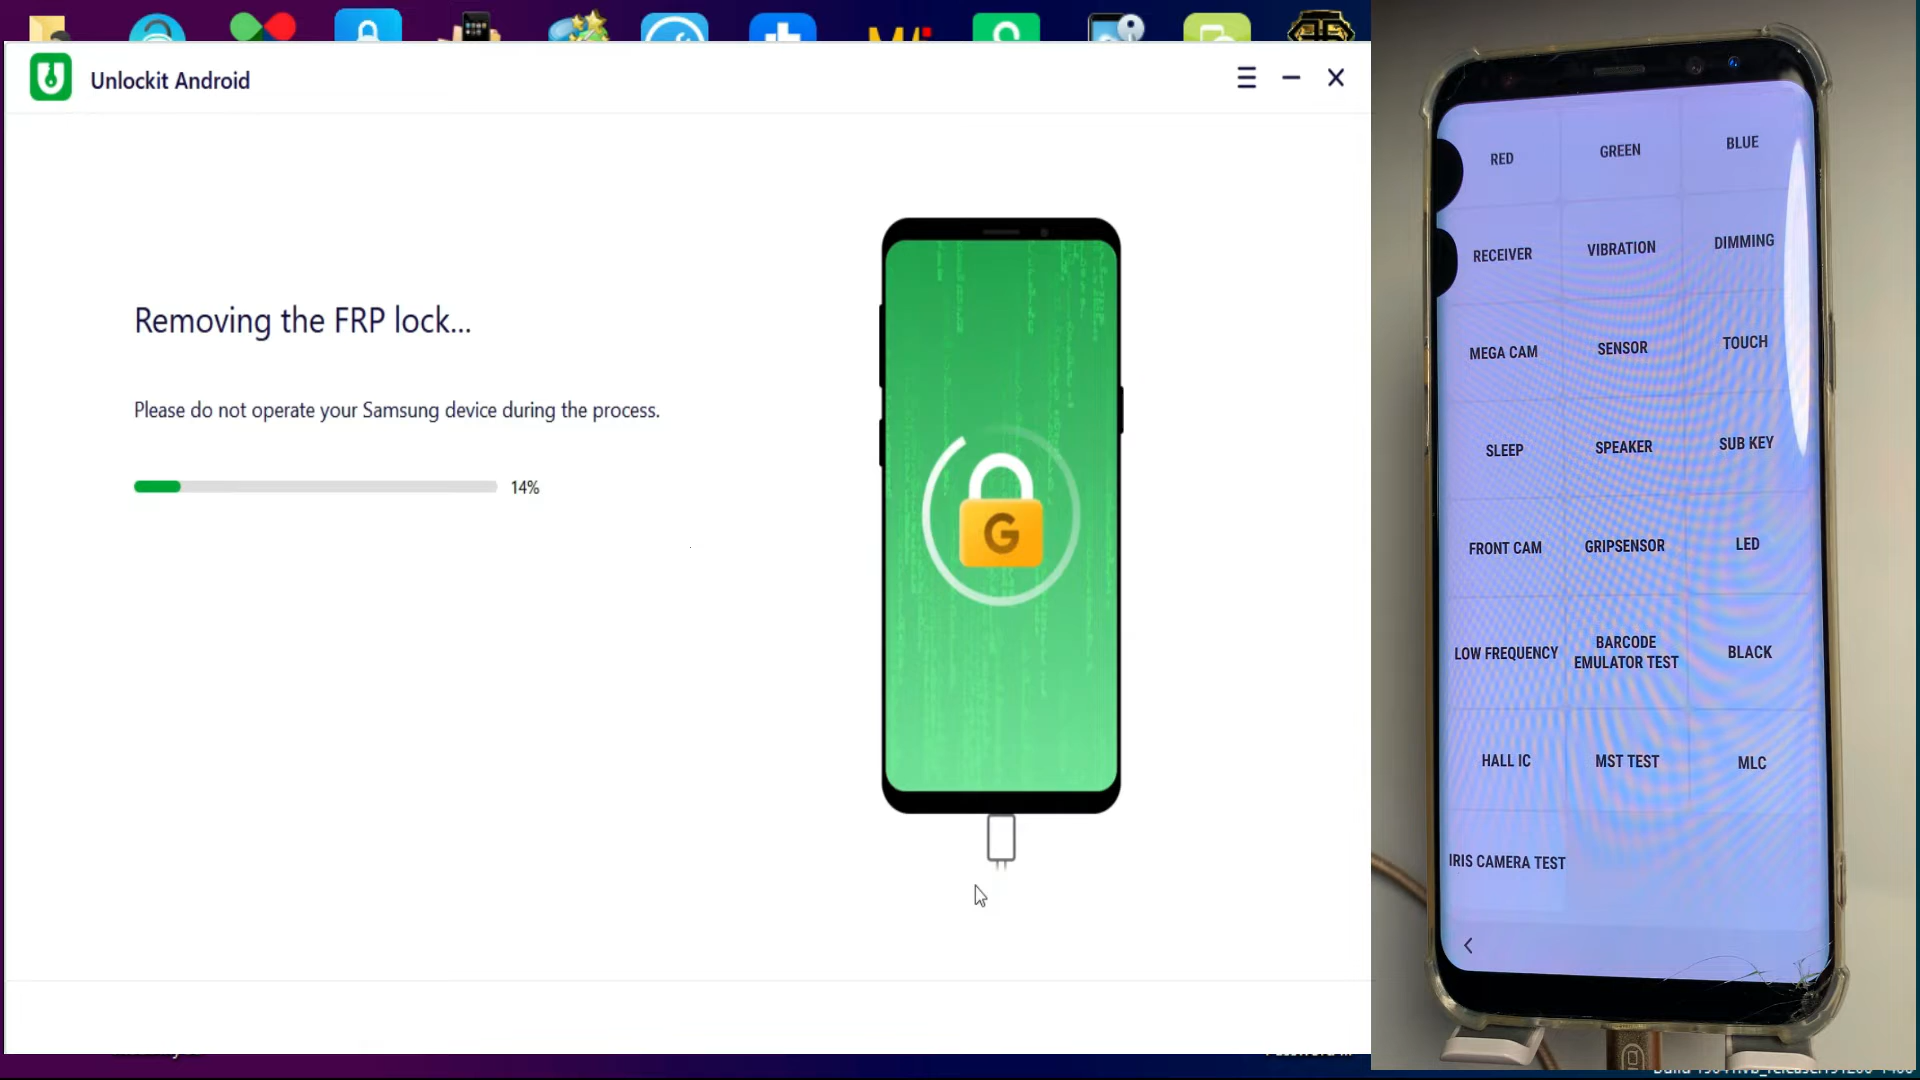 Unlockit Android
Removing the FRP lock...
Please do not operate your Samsung device during the process.
14%
G
RED
GREEN
BLUE
RECEIVER
VIBRATION
DIMMING
MEGA CAM
SENSOR
TOUCH
SLEEP
SPEAKER
SUB KEY
FRONT CAM
GRIPSENSOR
LED
LOW FREQUENCY
BARCODE
EMULATOR TEST
BLACK
HALL IC
MST TEST
MLC
IRIS CAMERA TEST